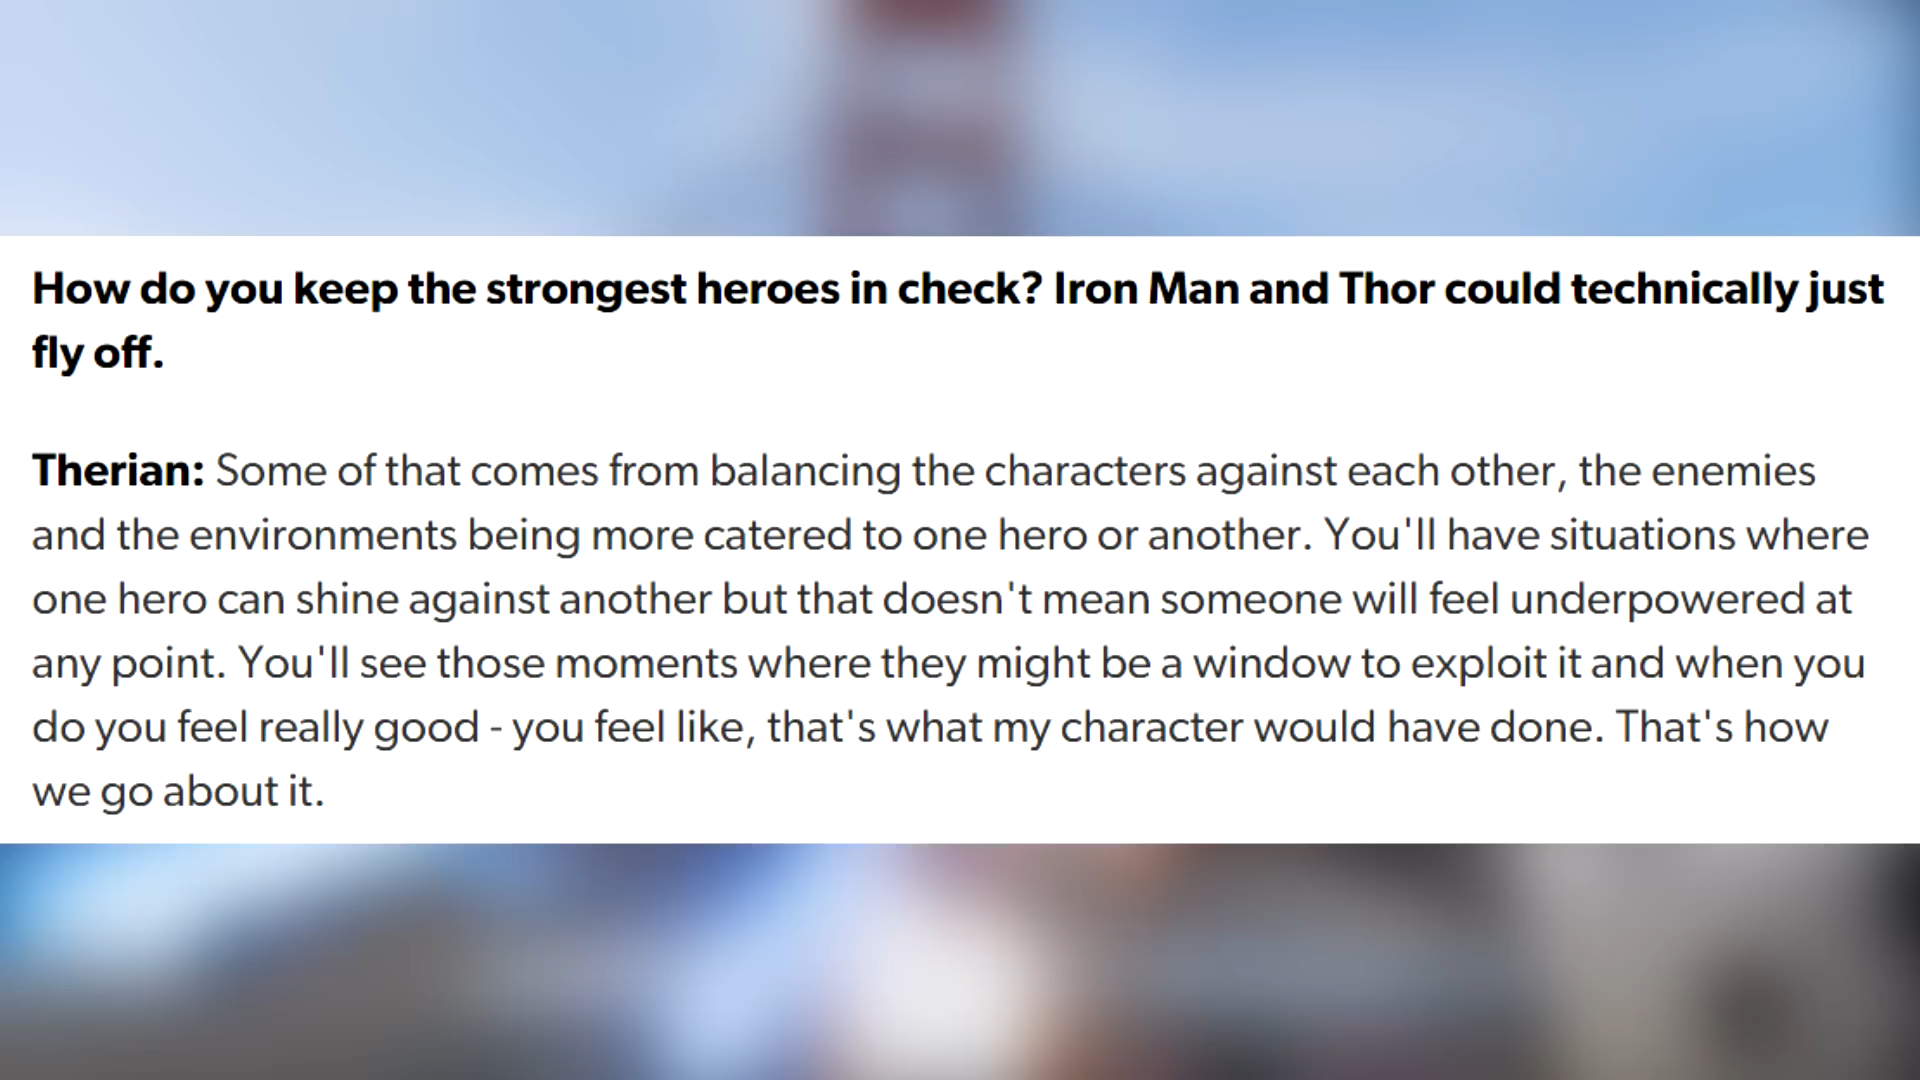 How do you keep the strongest heroes in check? Iron Man and Thor could technically just
fly off.
Therian: Some of that comes from balancing the characters against each other, the enemies
and the environments being more catered to one hero or another. You'll have situations where
one hero can shine against another but that doesn't mean someone will feel underpowered at
any point. You'll see those moments where they might be a window to exploit it and when you
do you feel really good - you feel like, that's what my character would have done. That's how
we go about it.